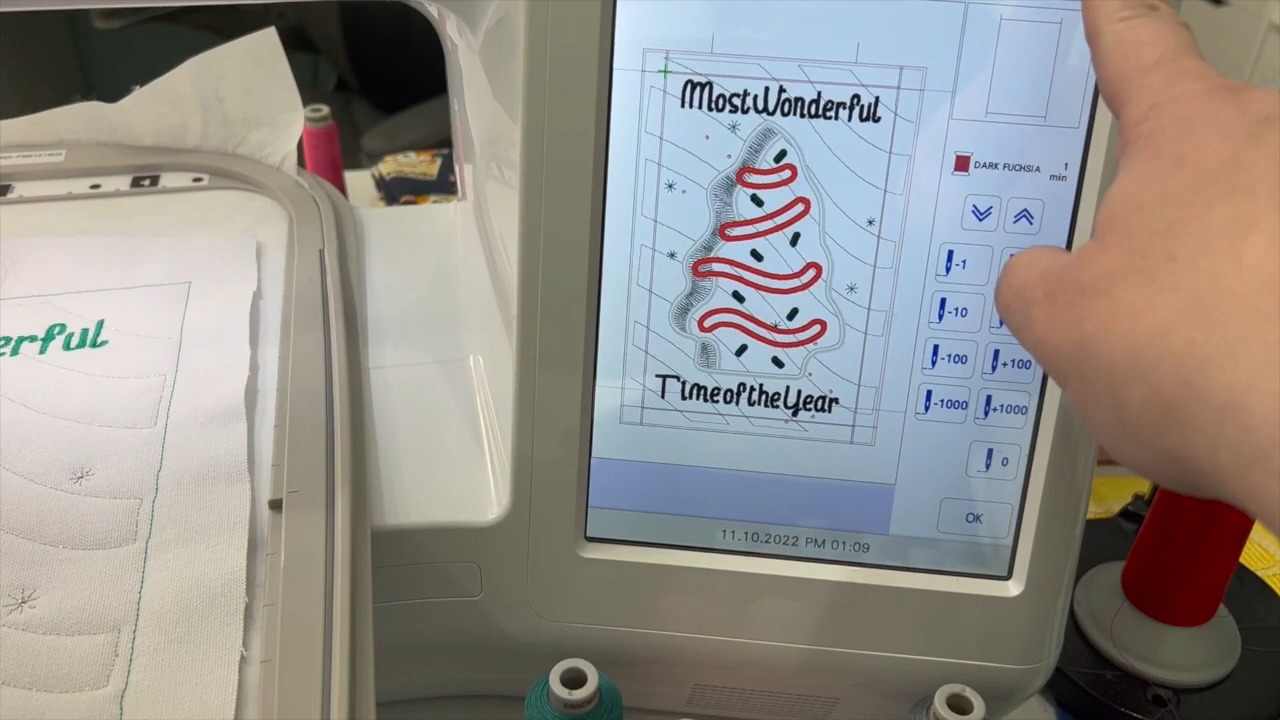 Most Wonderful
Time of the Year
DARK FUCHSIA
1
min
-1
-10
-100
+100
-1000
+1000
0
OK
11.10.2022 PM 01:09
erful